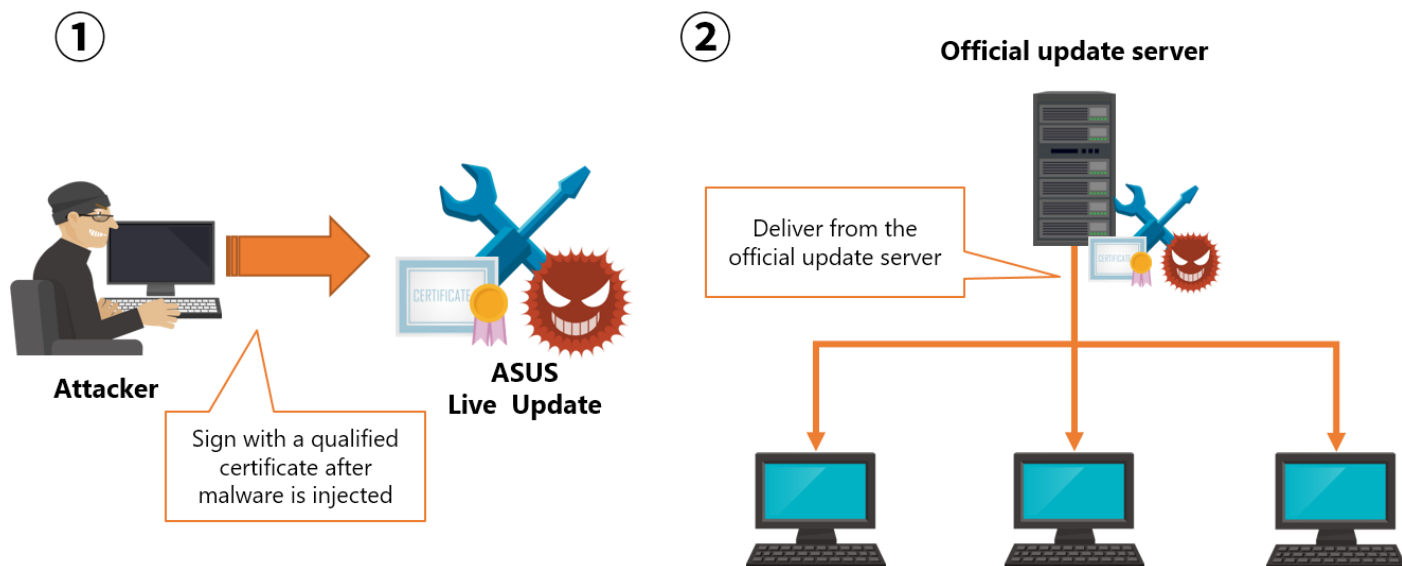 ①
②
Official update server
Deliver from the
official update server
CERTIFICATE
CERTIFICATE
Attacker
ASUS
Live Update
Sign with a qualified
certificate after
malware is injected